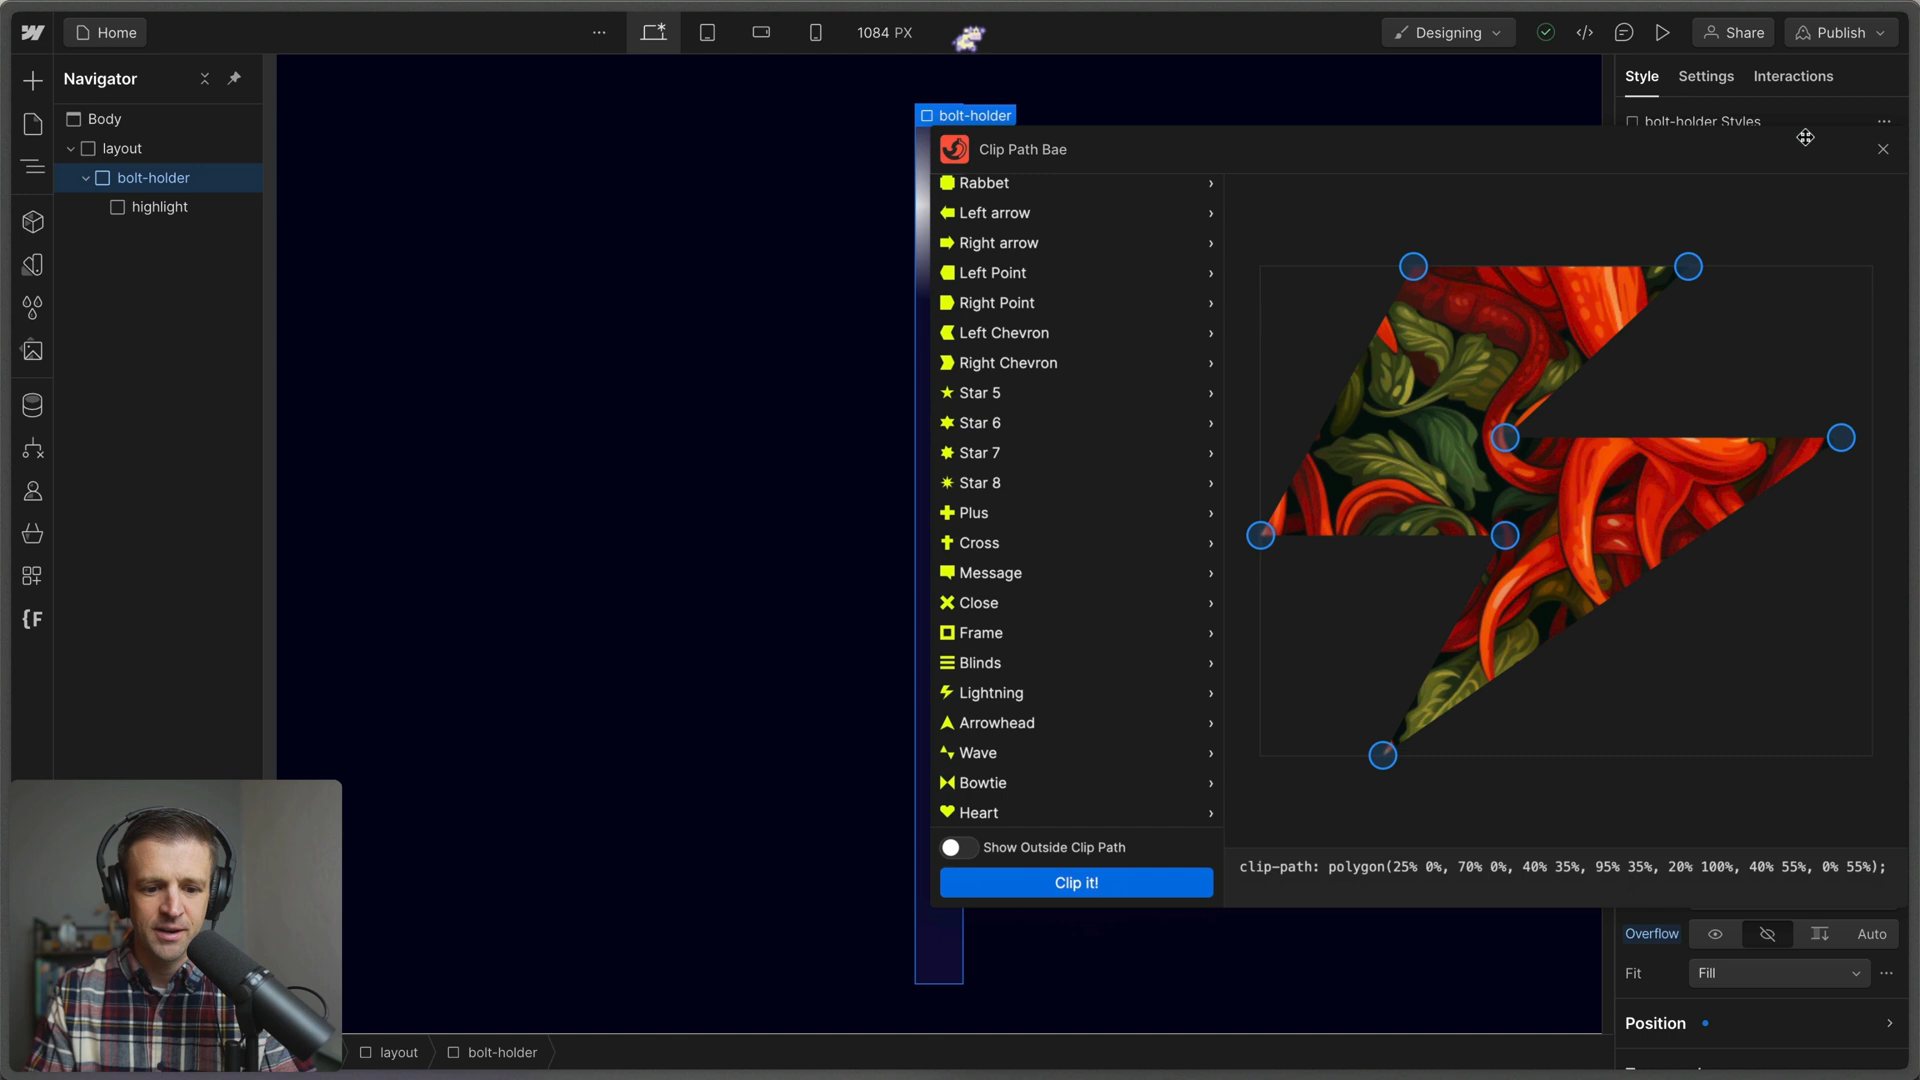 Home
1084 PX
Designing
Share
Publish
Navigator
Body
layout
bolt-holder
highlight
bolt-holder
Style
Settings
Interactions
bolt-holder Styles
Clip Path Bae
Rabbet
Left arrow
Right arrow
Left Point
Right Point
Left Chevron
Right Chevron
Star 5
Star 6
Star 7
Star 8
Plus
Cross
Message
Close
Frame
Blinds
Lightning
Arrowhead
Wave
Bowtie
Heart
Show Outside Clip Path
Clip it!
clip-path: polygon(25% 0%, 70% 0%, 40% 35%, 95% 35%, 20% 100%, 40% 55%, 0% 55%);
Overflow
Auto
Fit
Fill
Position
layout
bolt-holder